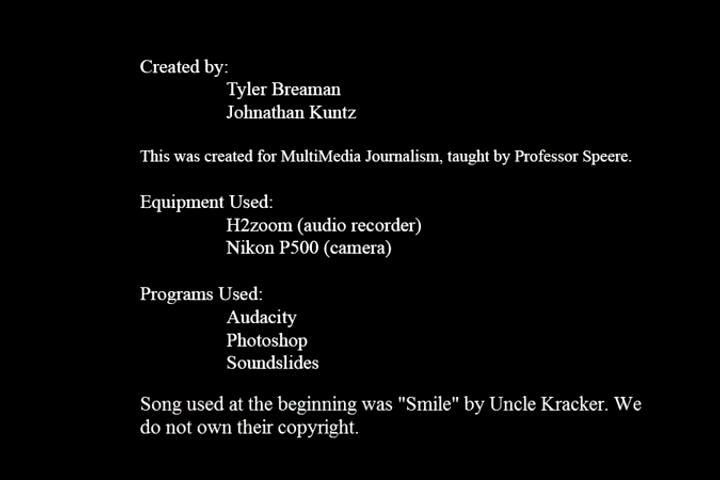 Created by:
Tyler Breaman
Johnathan Kuntz
This was created for MultiMedia Journalism, taught by Professor Speere.
Equipment Used:
H2zoom (audio recorder)
Nikon P500 (camera)
Programs Used:
Audacity
Photoshop
Soundslides
Song used at the beginning was "Smile" by Uncle Kracker. We
do not own their copyright.